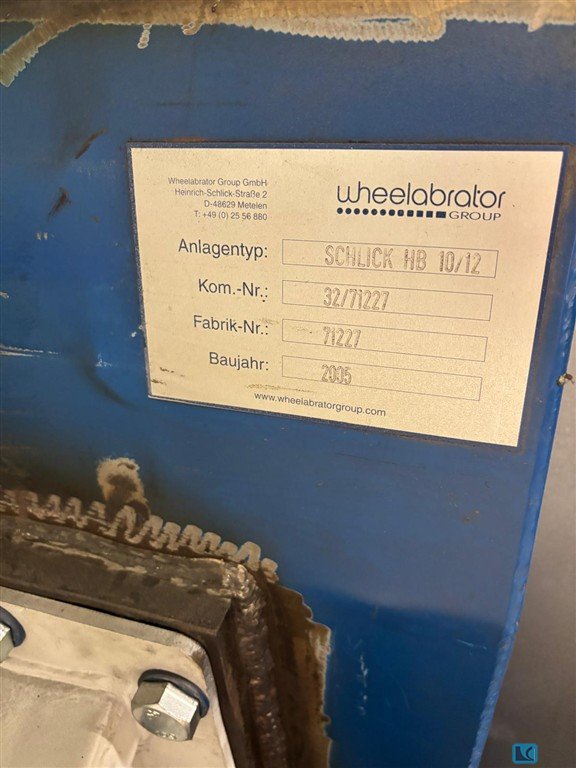 Wheelabrator Group GmbH
Heinrich-Schlick-Straße 2
D-48629 Metelen
T: +49 (0) 25 56 880
wheelabrator
GROUP
Anlagentyp: SCHLICK HB 10/12
Kom.-Nr.: 32/71227
Fabrik-Nr.: 71227
Baujahr: 2005
www.wheelabratorgroup.com